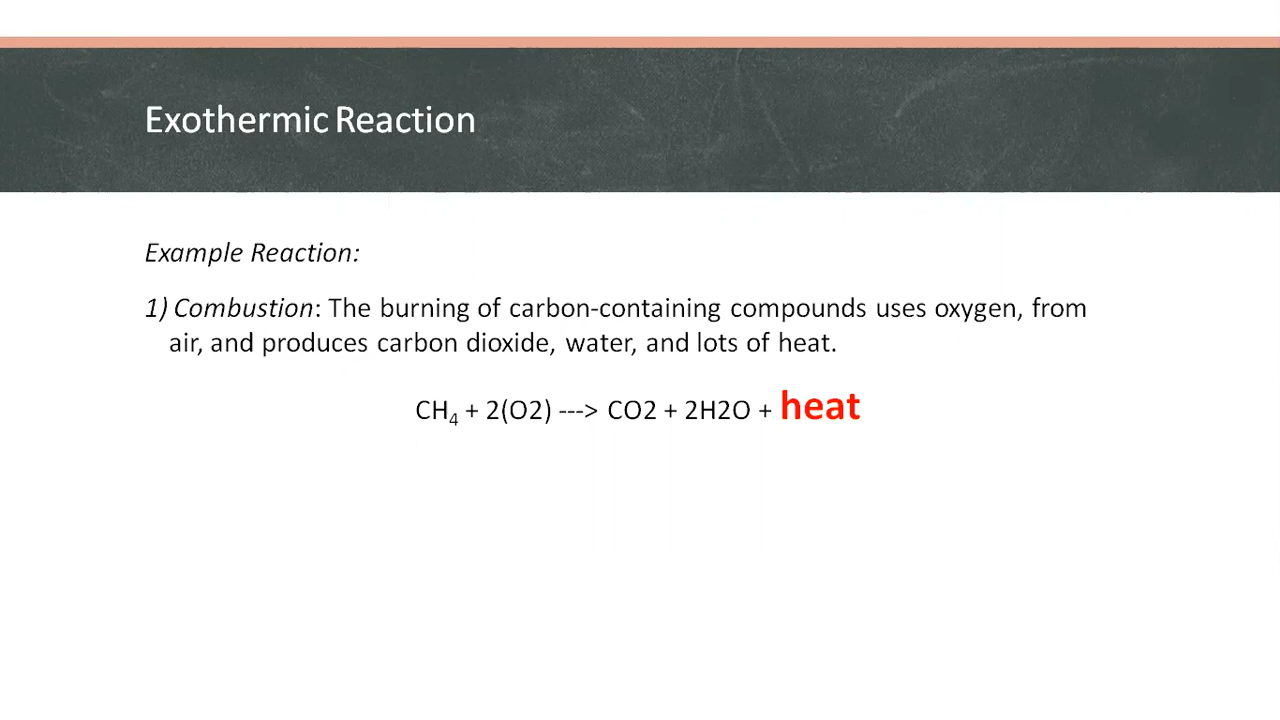 Exothermic Reaction
Example Reaction:
1) Combustion: The burning of carbon-containing compounds uses oxygen, from
air, and produces carbon dioxide, water, and lots of heat.
CH₄ + 2(O2) ---> CO2 + 2H2O + heat